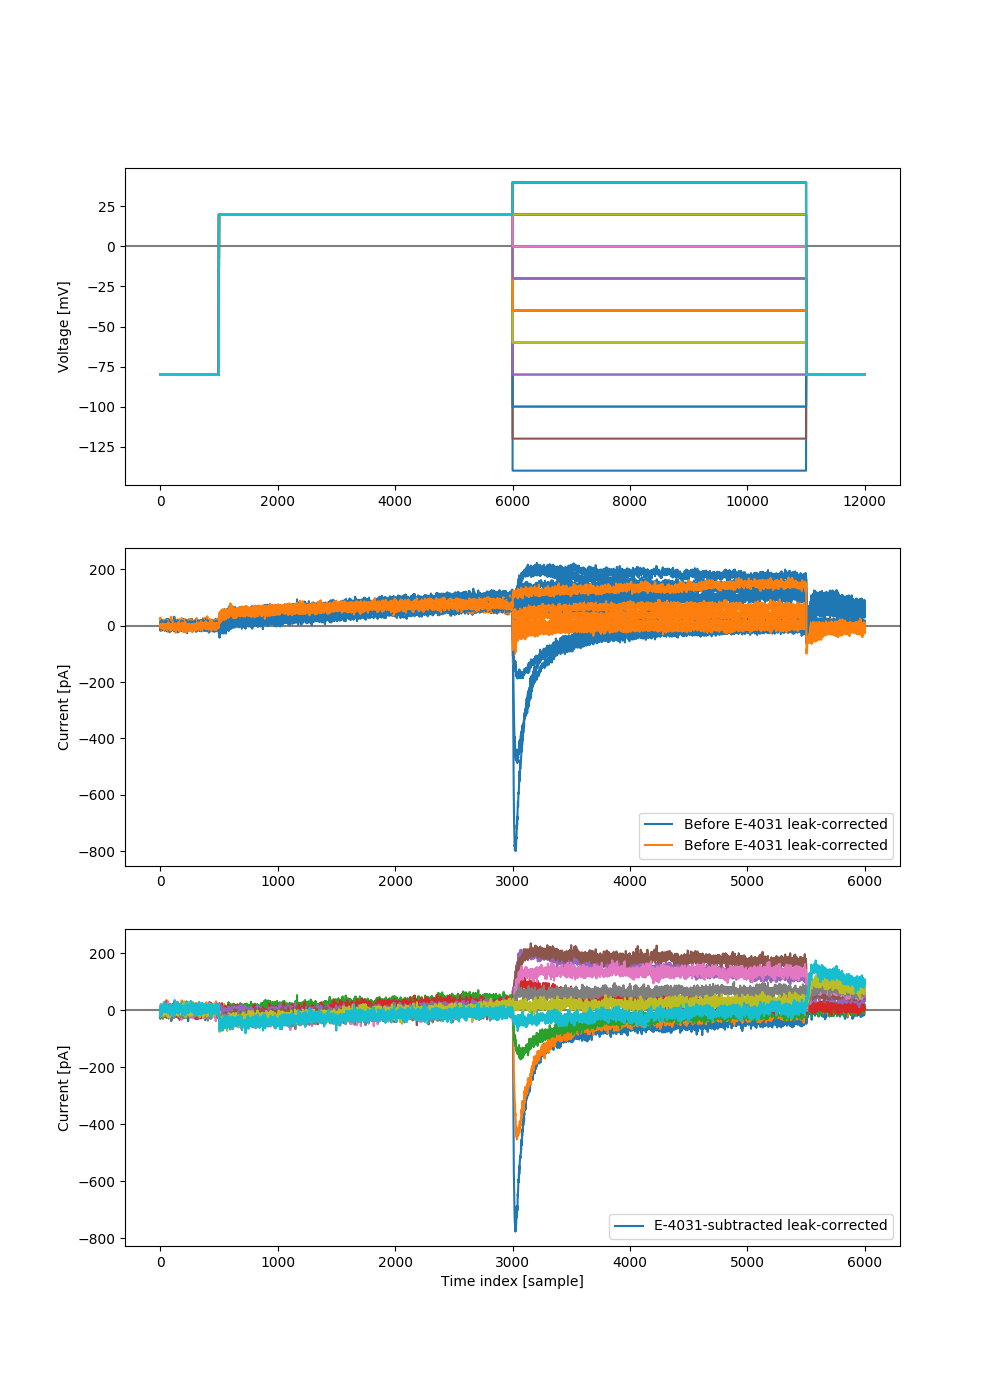 Voltage [mV]
25
0
−25
−50
−75
−100
−125
0 2000 4000 6000 8000 10000 12000
Current [pA]
200
0
−200
−400
−600
−800
Before E-4031 leak-corrected
Before E-4031 leak-corrected
0 1000 2000 3000 4000 5000 6000
Current [pA]
200
0
−200
−400
−600
−800
E-4031-subtracted leak-corrected
0 1000 2000 3000 4000 5000 6000
Time index [sample]